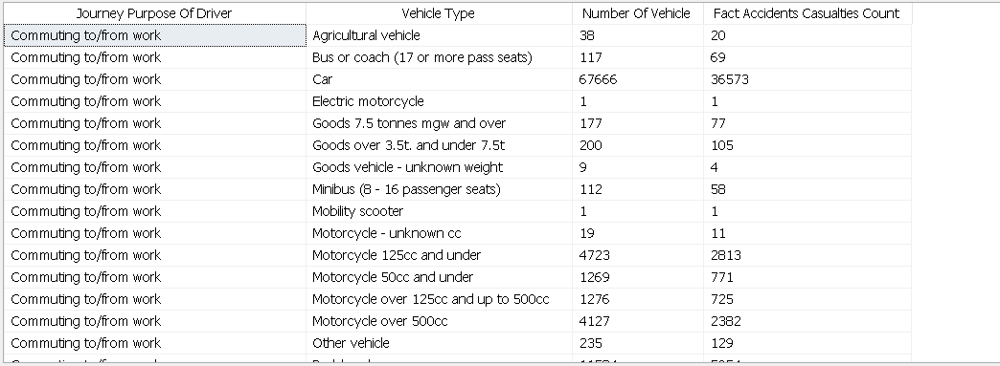 Journey Purpose Of Driver Vehicle Type Number Of Vehicle Fact Accidents Casualties Count
Commuting to/from work Agricultural vehicle 38 20
Commuting to/from work Bus or coach (17 or more pass seats) 117 69
Commuting to/from work Car 67666 36573
Commuting to/from work Electric motorcycle 1 1
Commuting to/from work Goods 7.5 tonnes mgw and over 177 77
Commuting to/from work Goods over 3.5t. and under 7.5t 200 105
Commuting to/from work Goods vehicle - unknown weight 9 4
Commuting to/from work Minibus (8 - 16 passenger seats) 112 58
Commuting to/from work Mobility scooter 1 1
Commuting to/from work Motorcycle - unknown cc 19 11
Commuting to/from work Motorcycle 125cc and under 4723 2813
Commuting to/from work Motorcycle 50cc and under 1269 771
Commuting to/from work Motorcycle over 125cc and up to 500cc 1276 725
Commuting to/from work Motorcycle over 500cc 4127 2382
Commuting to/from work Other vehicle 235 129